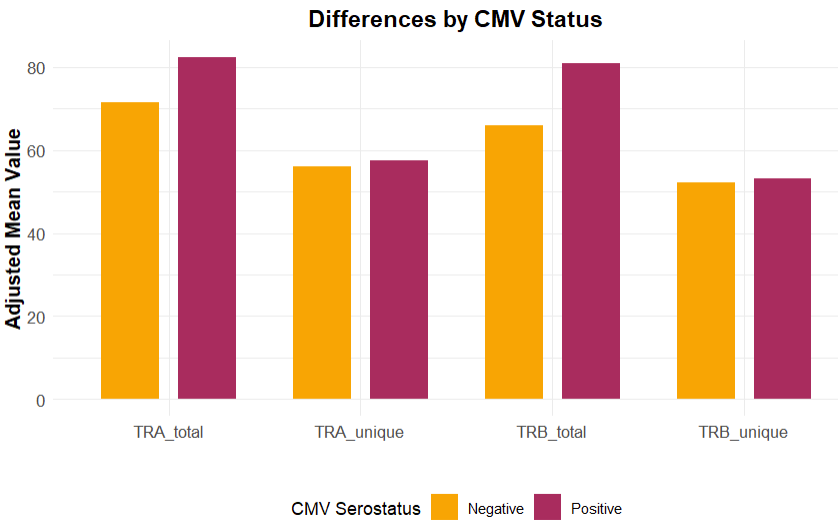 Differences by CMV Status
Adjusted Mean Value
80
60
40
20
0
TRA_total TRA_unique TRB_total TRB_unique
CMV Serostatus Negative Positive